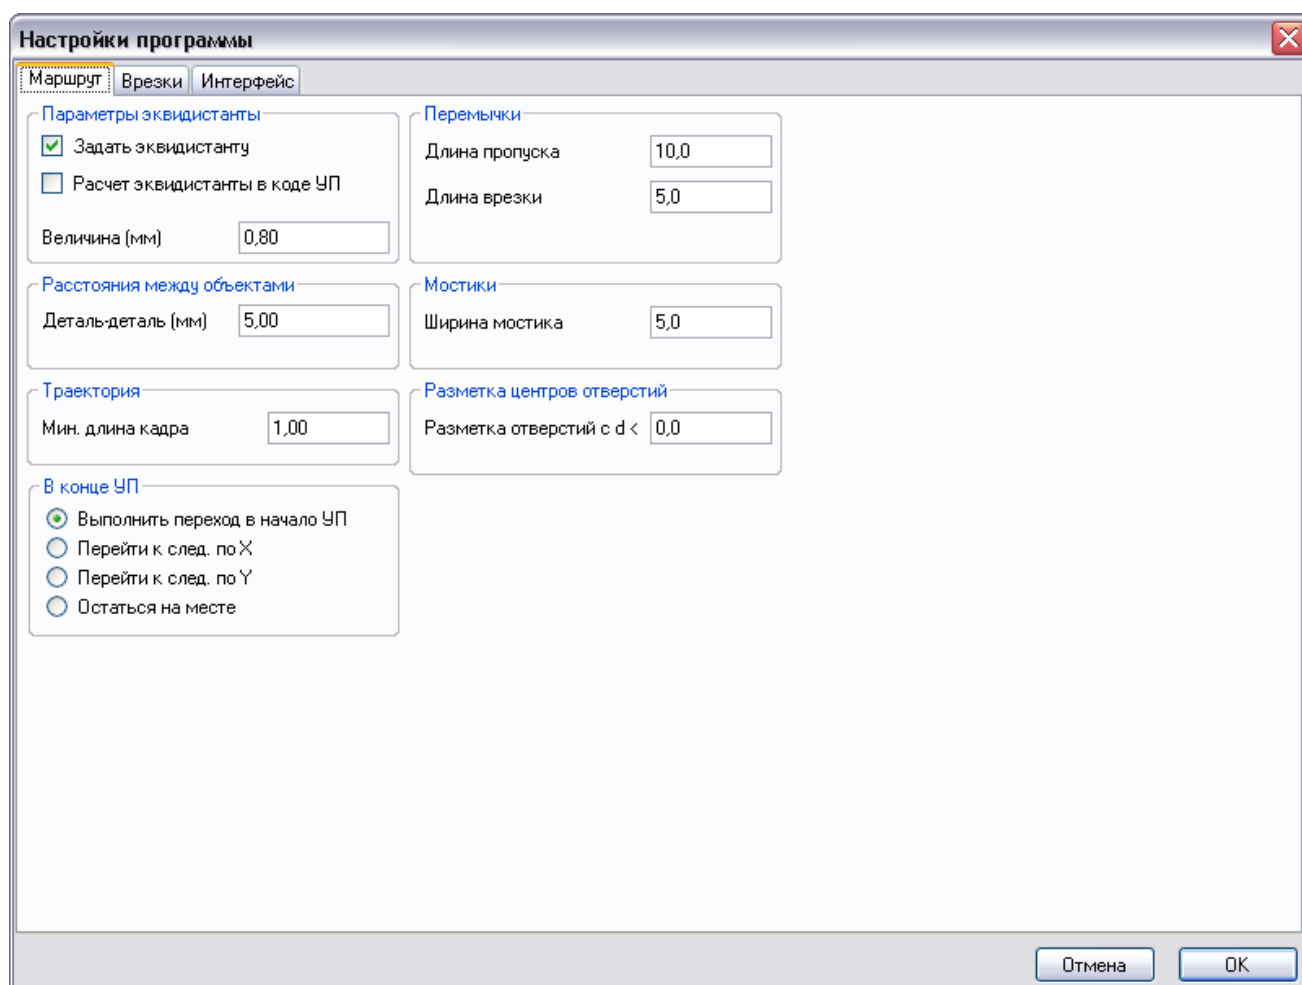 Настройки программы
Маршрут Врезки Интерфейс
Параметры эквидистанты
Задать эквидистанту
Расчет эквидистанты в коде УП
Величина (мм) 0,80
Расстояния между объектами
Деталь-деталь (мм) 5,00
Траектория
Мин. длина кадра 1,00
В конце УП
Выполнить переход в начало УП
Перейти к след. по X
Перейти к след. по Y
Остаться на месте
Перемычки
Длина пропуска 10,0
Длина врезки 5,0
Мостики
Ширина мостика 5,0
Разметка центров отверстий
Разметка отверстий с d < 0,0
Отмена OK